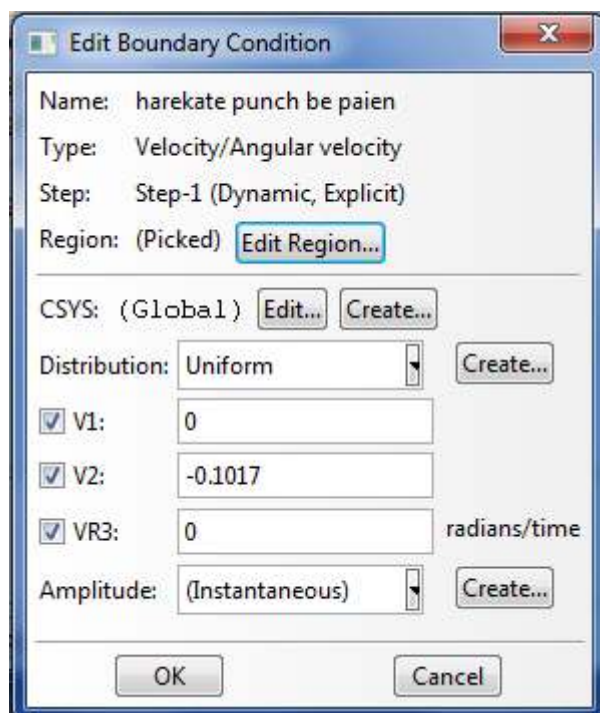 Edit Boundary Condition
Name: harekate punch be paien
Type: Velocity/Angular velocity
Step: Step-1 (Dynamic, Explicit)
Region: (Picked) Edit Region...
CSYS: (Global) Edit... Create...
Distribution: Uniform Create...
V1: 0
V2: -0.1017
VR3: 0 radians/time
Amplitude: (Instantaneous) Create...
OK Cancel